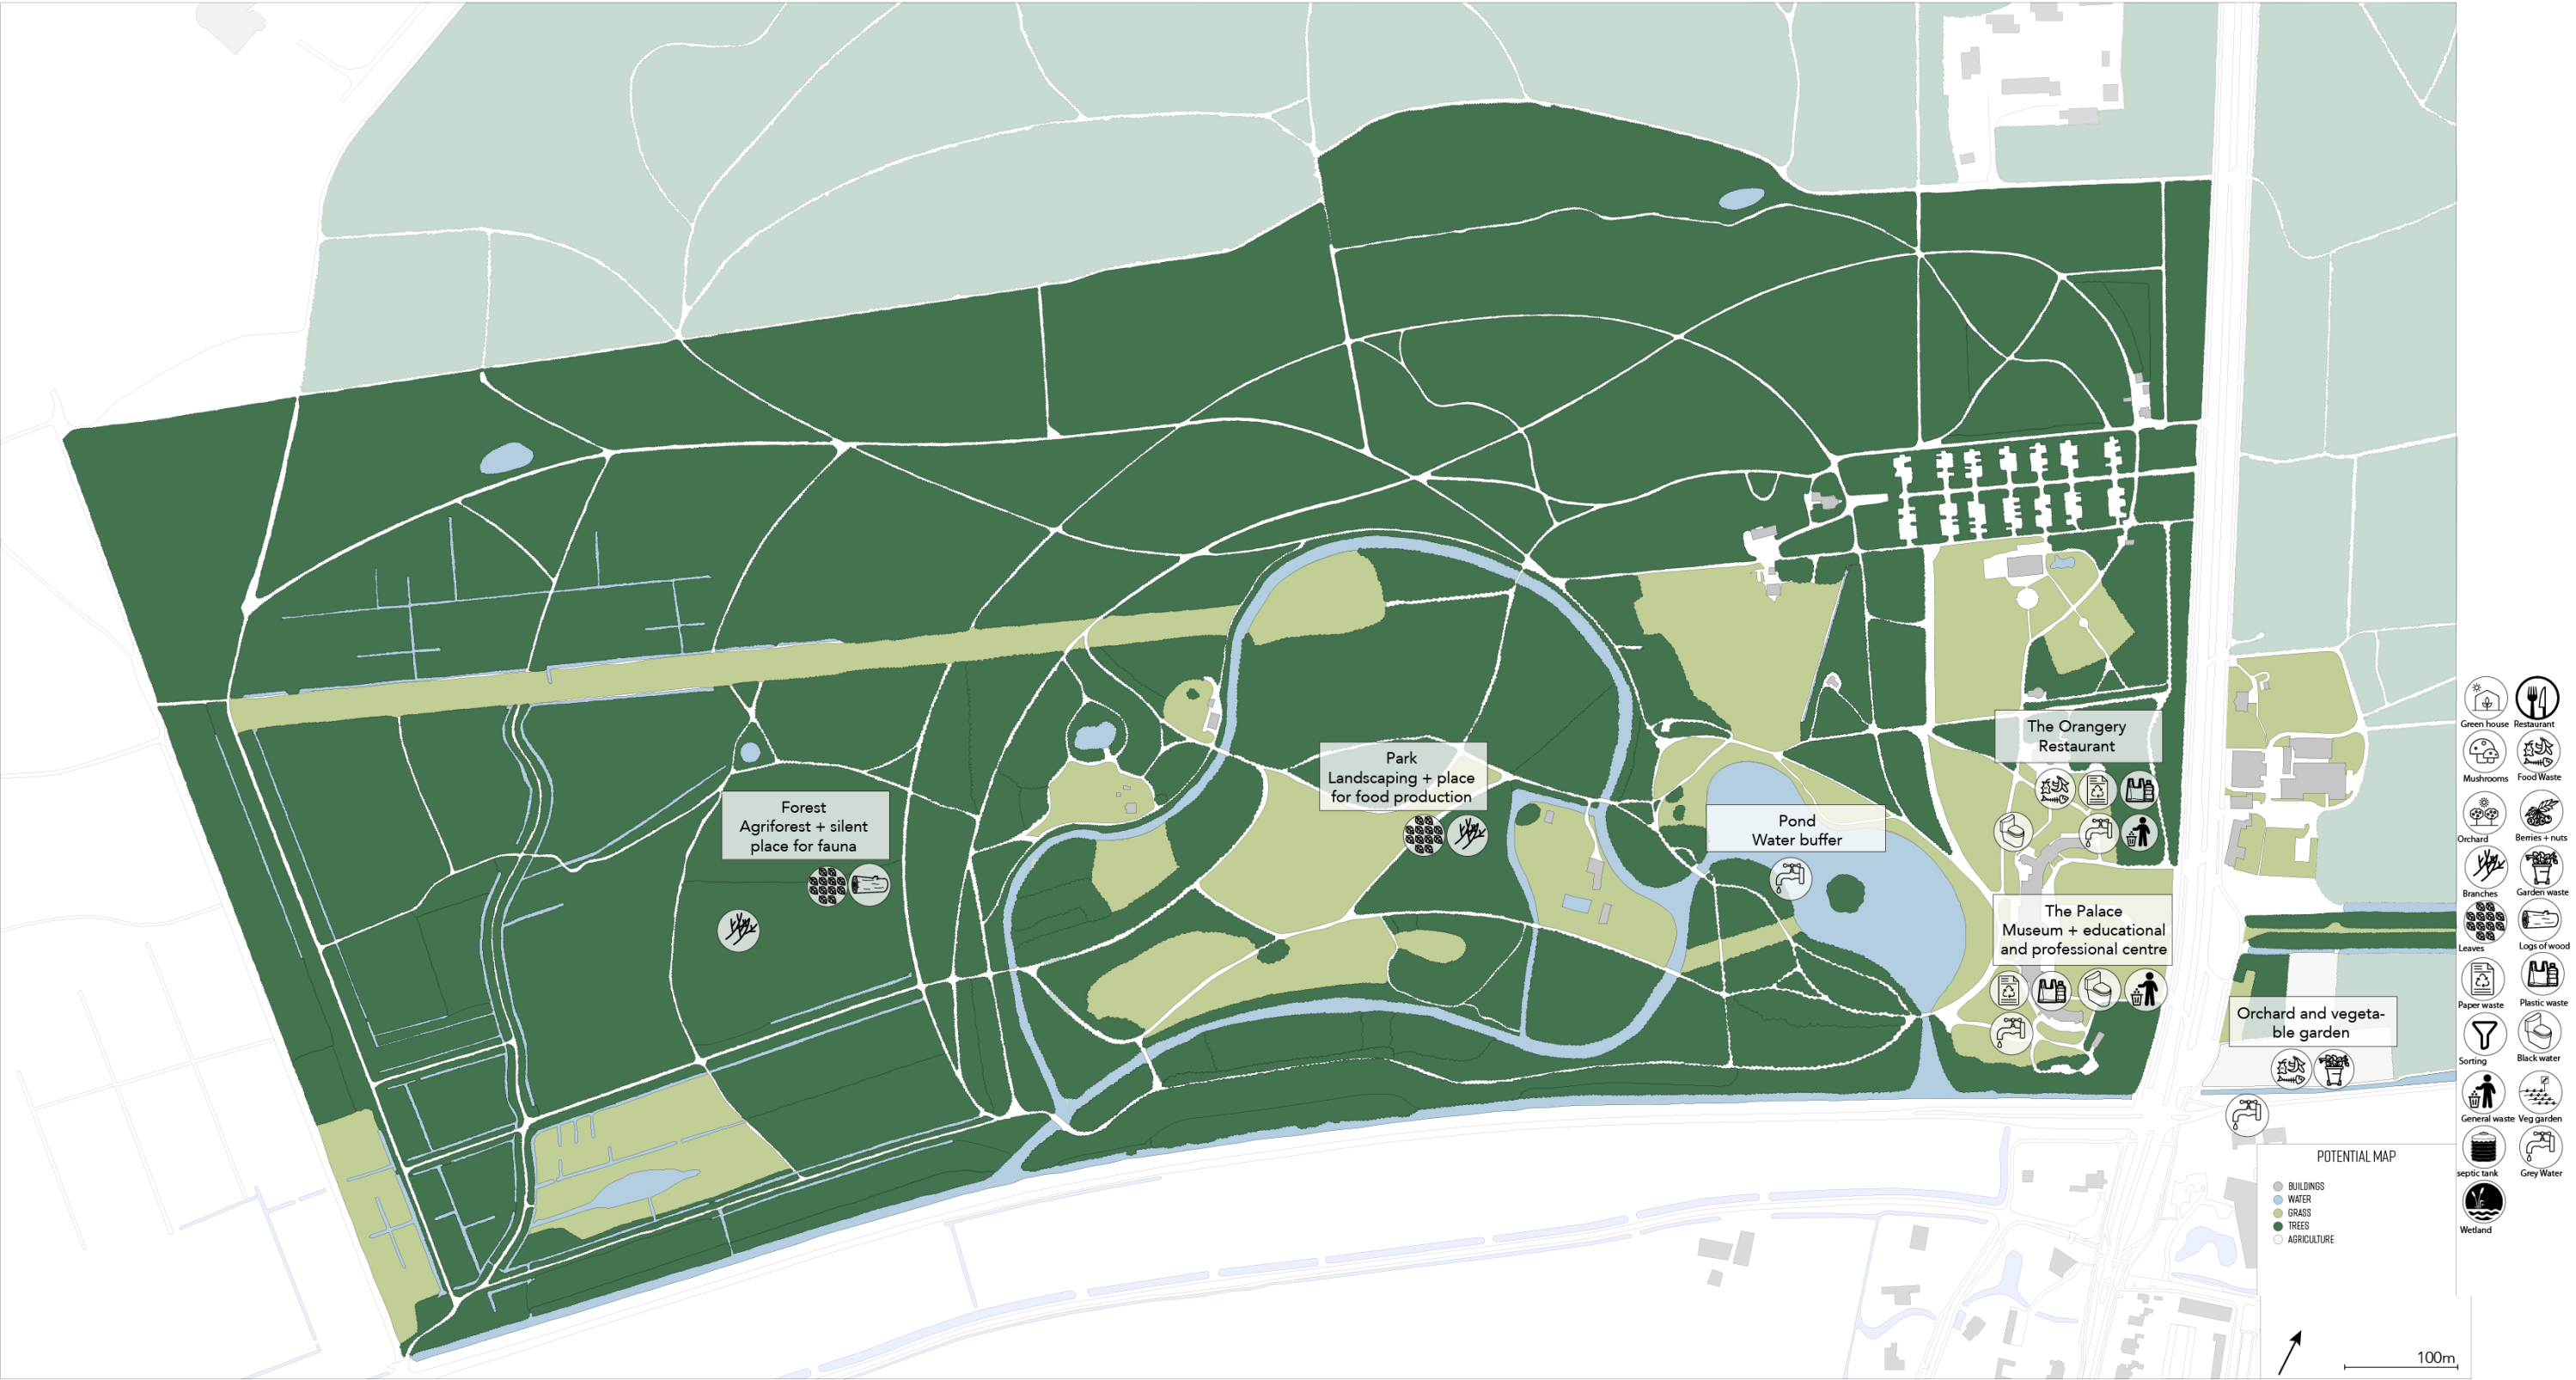 The Orangery
Restaurant
Park
Landscaping + place
for food production
Forest
Agriforest + silent
place for fauna
Pond
Water buffer
The Palace
Museum + educational
and professional centre
Orchard and vegeta-
ble garden
Green house Restaurant
Mushrooms Food Waste
Orchard Berries + nuts
Branches Garden waste
Leaves Logs of wood
Paper waste Plastic waste
Sorting Black water
General waste Veg garden
septic tank Grey Water
Wetland
POTENTIAL MAP
BUILDINGS
WATER
GRASS
TREES
AGRICULTURE
100m